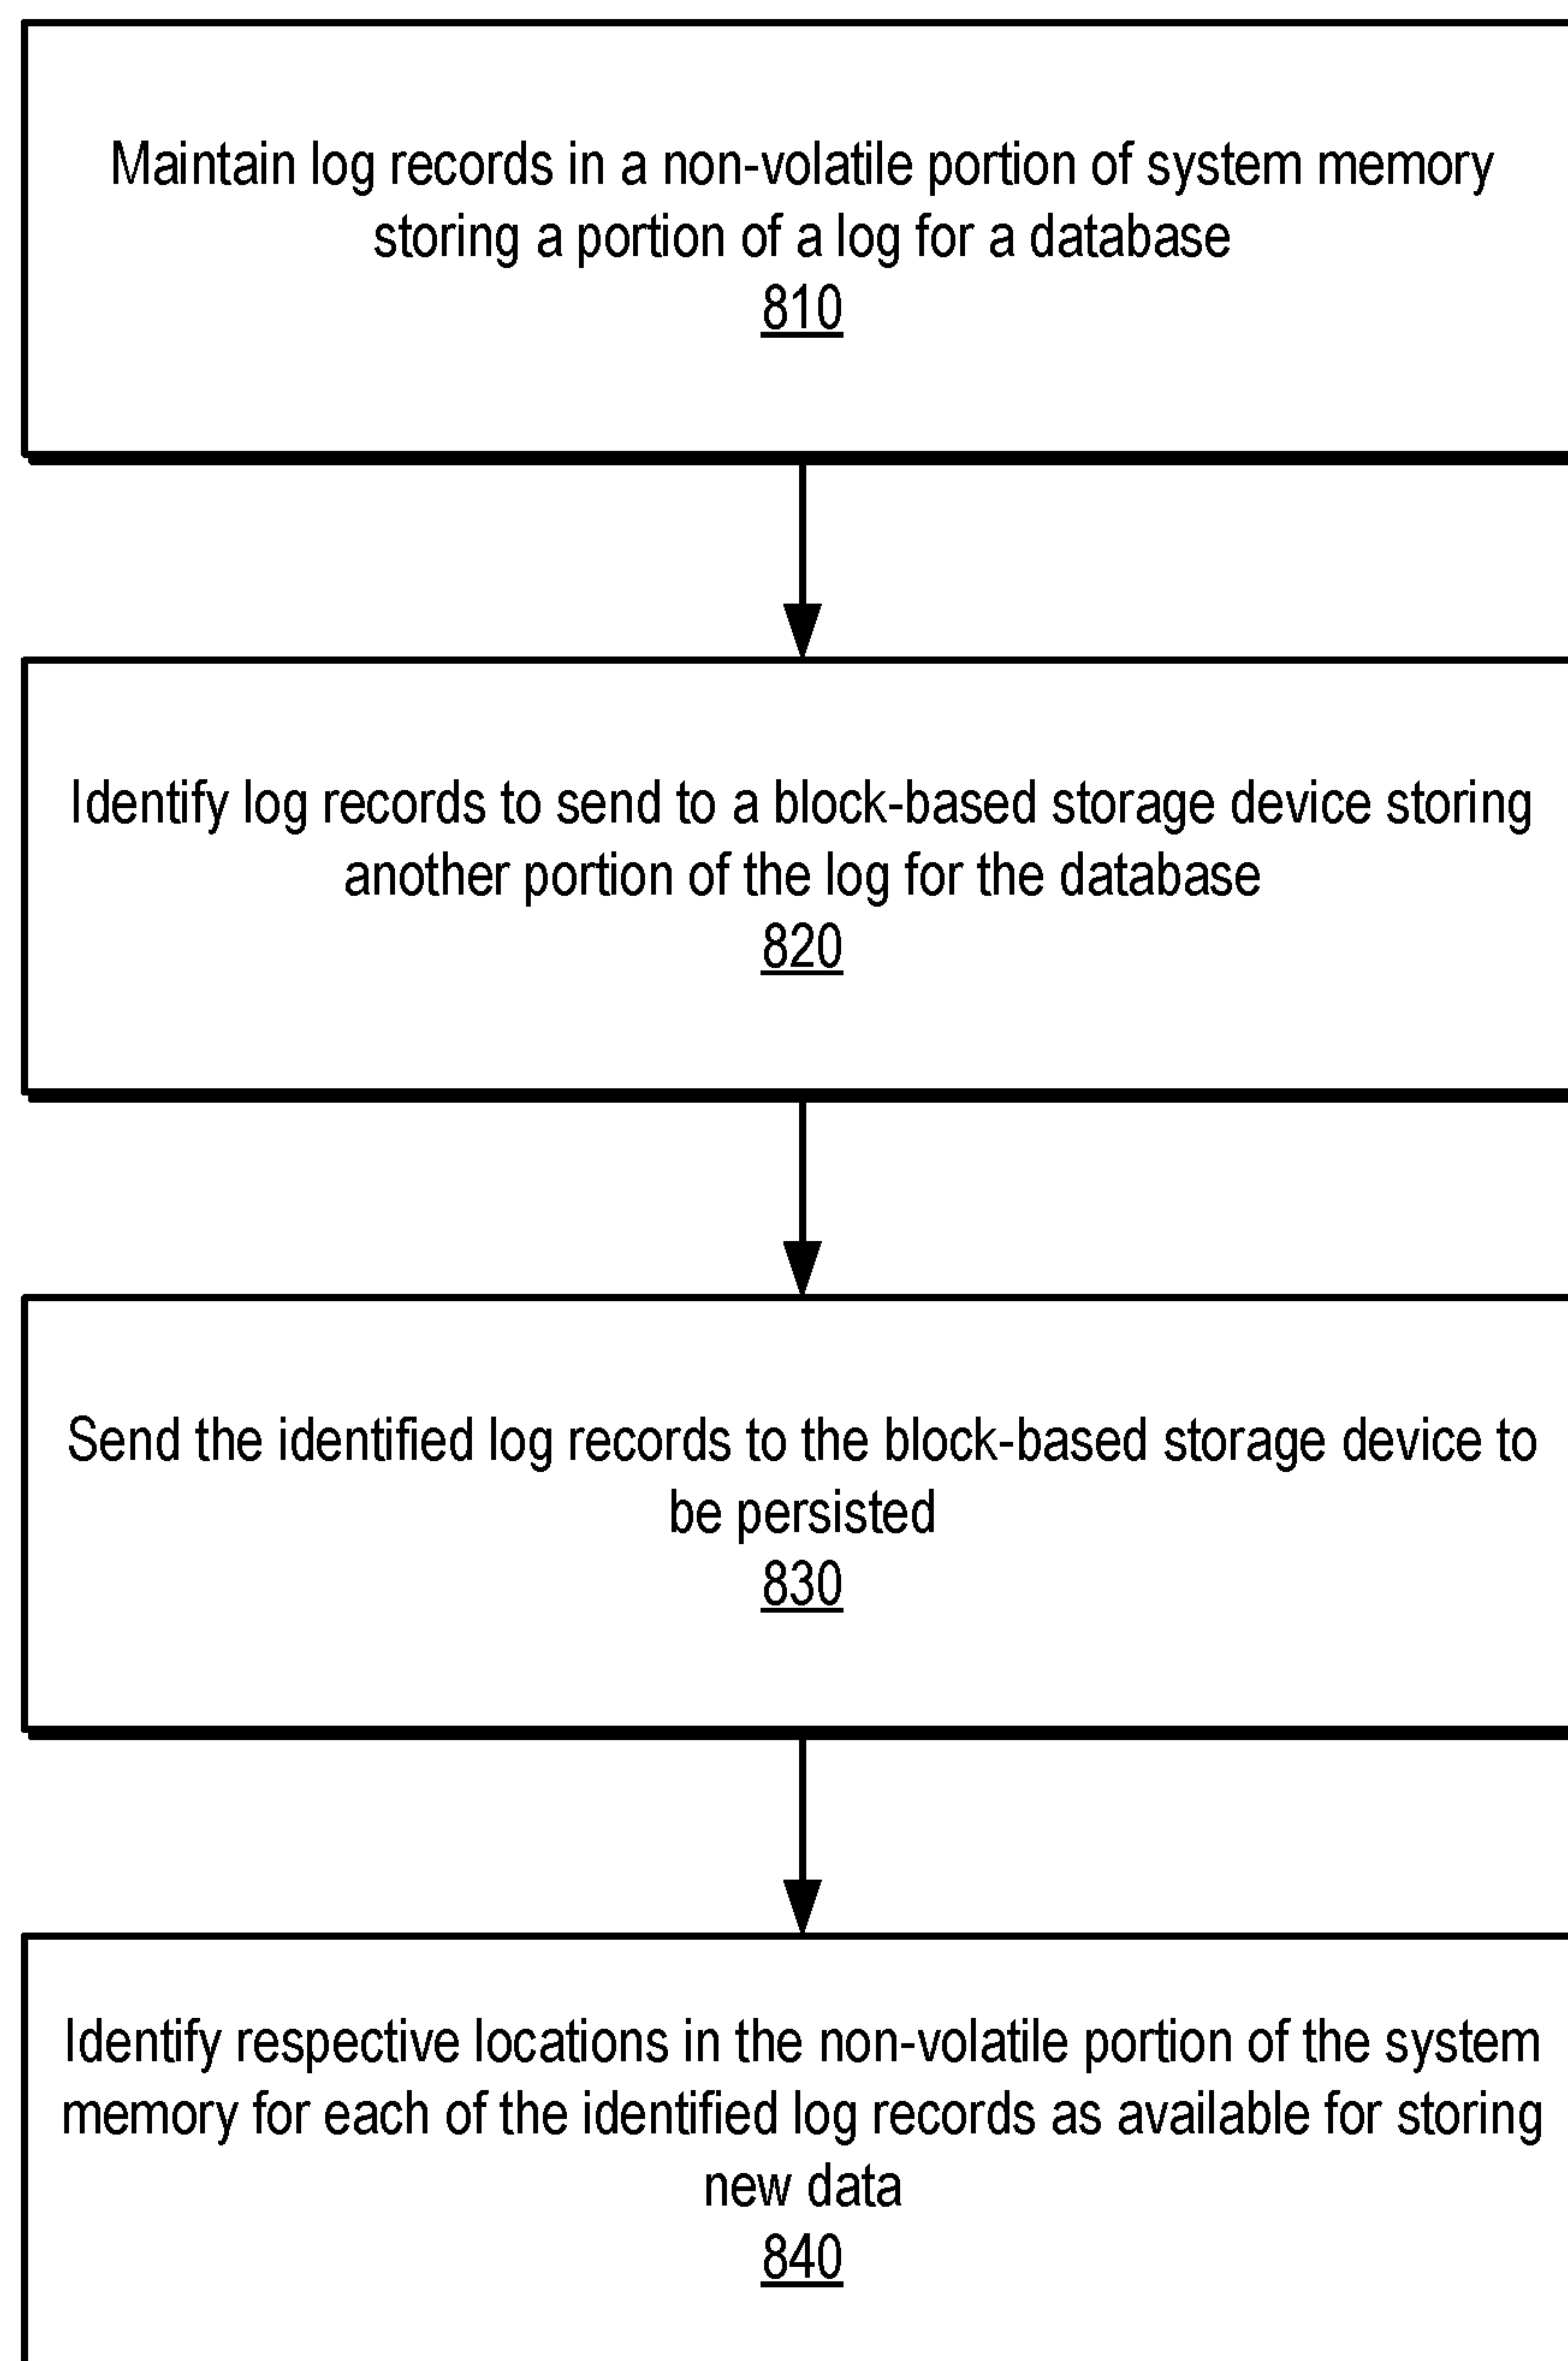 Maintain log records in a non-volatile portion of system memory
storing a portion of a log for a database
810
Identify log records to send to a block-based storage device storing
another portion of the log for the database
820
Send the identified log records to the block-based storage device to
be persisted
830
Identify respective locations in the non-volatile portion of the system
memory for each of the identified log records as available for storing
new data
840